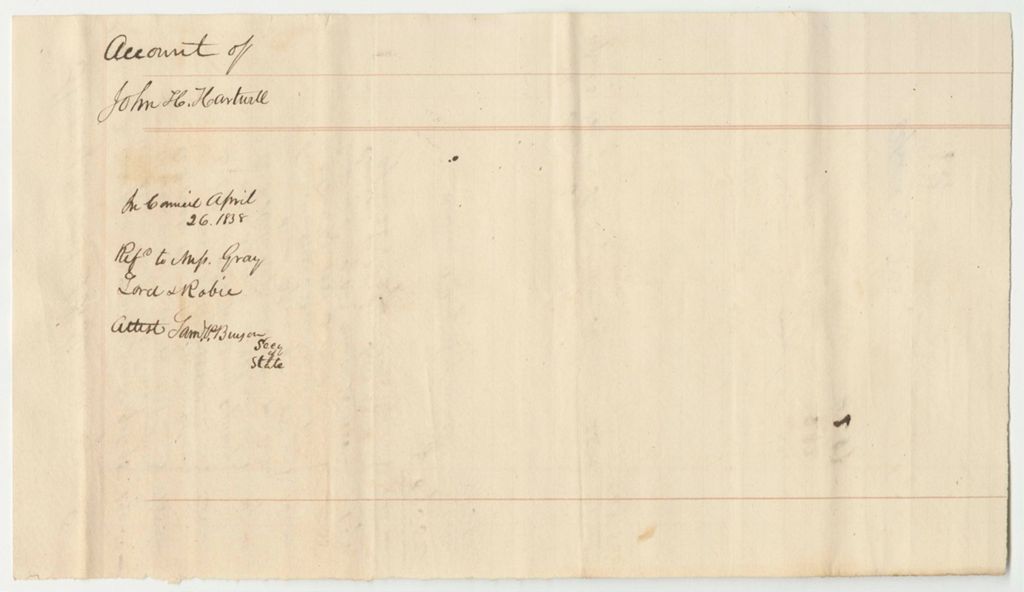 Account of
John H. Hartwell
In Council April
26. 1838
Refd to Mess. Gray
Lord & Robie
Attest Saml P. Benson
Secy
of
State